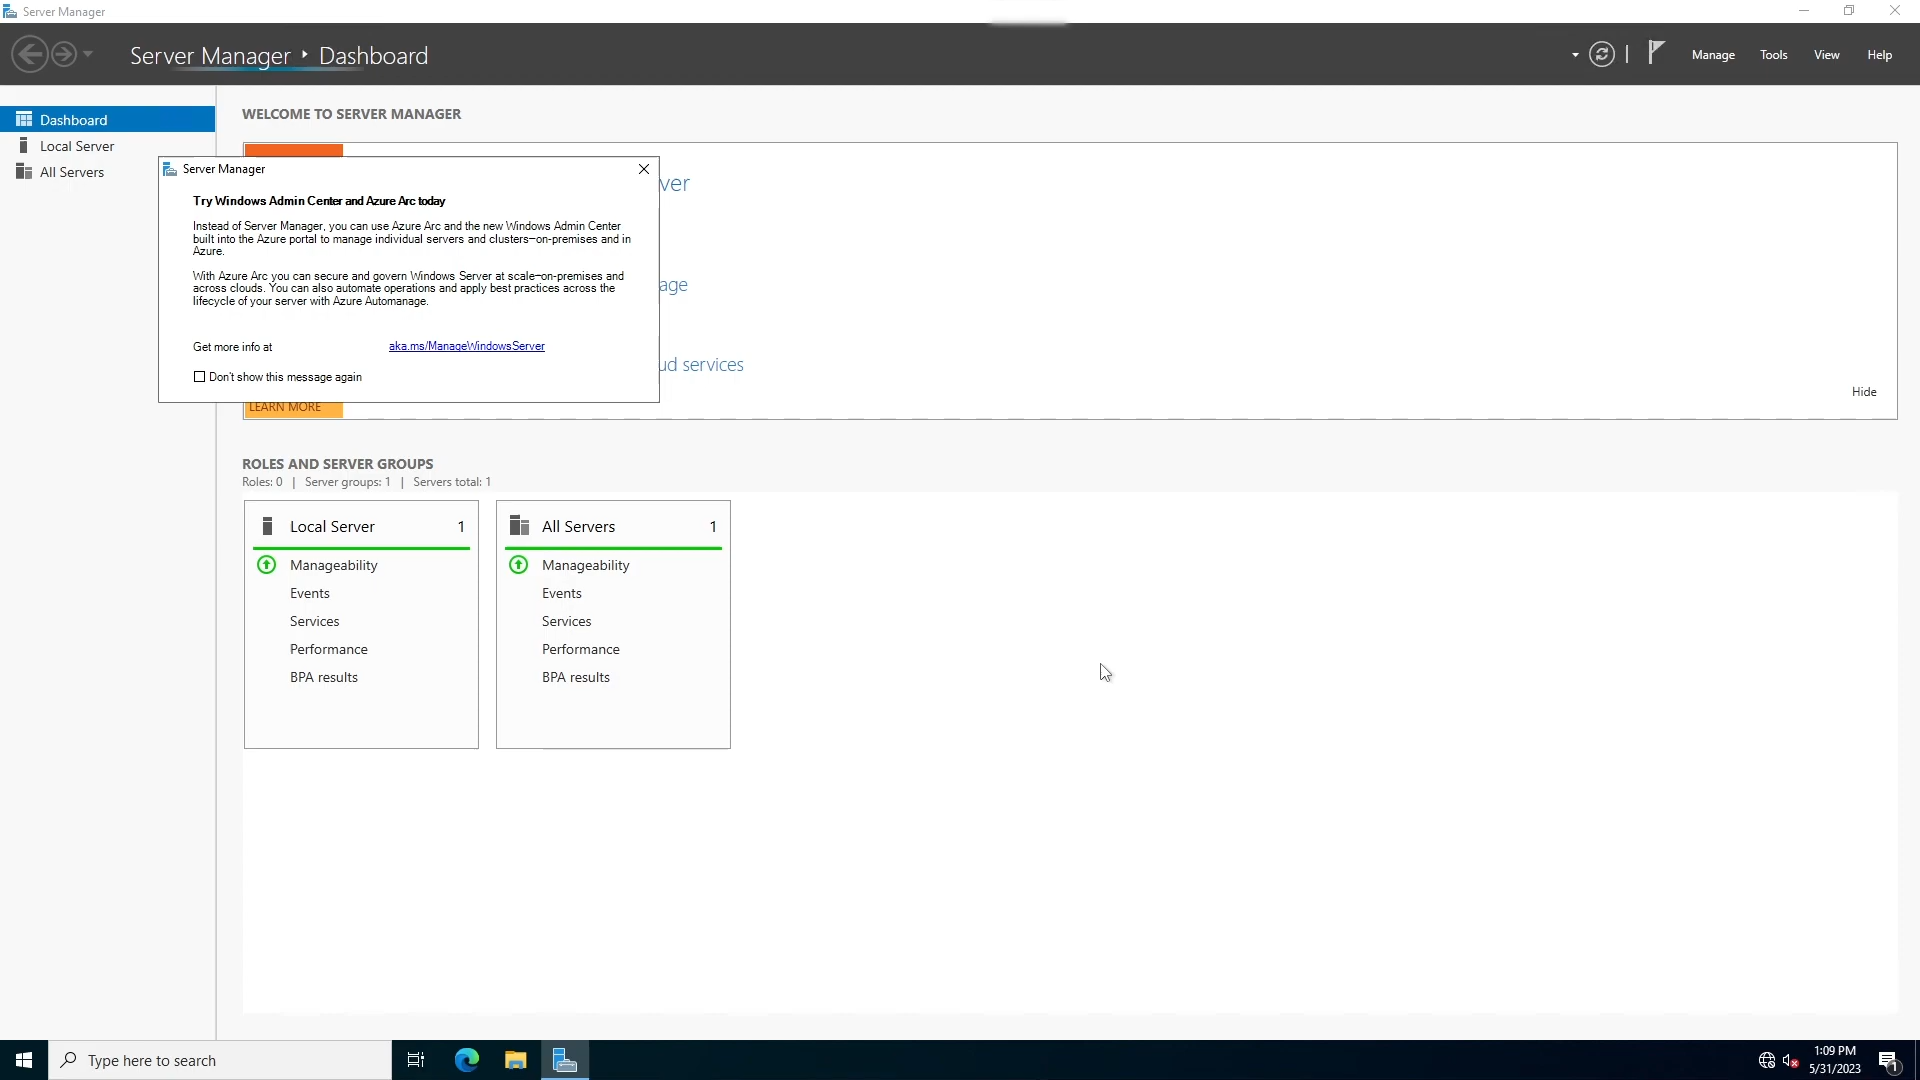 Server Manager
Server Manager ‣ Dashboard
Manage Tools View Help
Dashboard
Local Server
All Servers
WELCOME TO SERVER MANAGER
Server Manager
Try Windows Admin Center and Azure Arc today
Instead of Server Manager, you can use Azure Arc and the new Windows Admin Center
built into the Azure portal to manage individual servers and clusters–on-premises and in
Azure.
With Azure Arc you can secure and govern Windows Server at scale–on-premises and
across clouds. You can also automate operations and apply best practices across the
lifecycle of your server with Azure Automanage.
Get more info at aka.ms/ManageWindowsServer
Don't show this message again
ver
age
ud services
Hide
LEARN MORE
ROLES AND SERVER GROUPS
Roles: 0 | Server groups: 1 | Servers total: 1
Local Server 1
Manageability
Events
Services
Performance
BPA results
All Servers 1
Manageability
Events
Services
Performance
BPA results
Type here to search
1:09 PM
5/31/2023
1